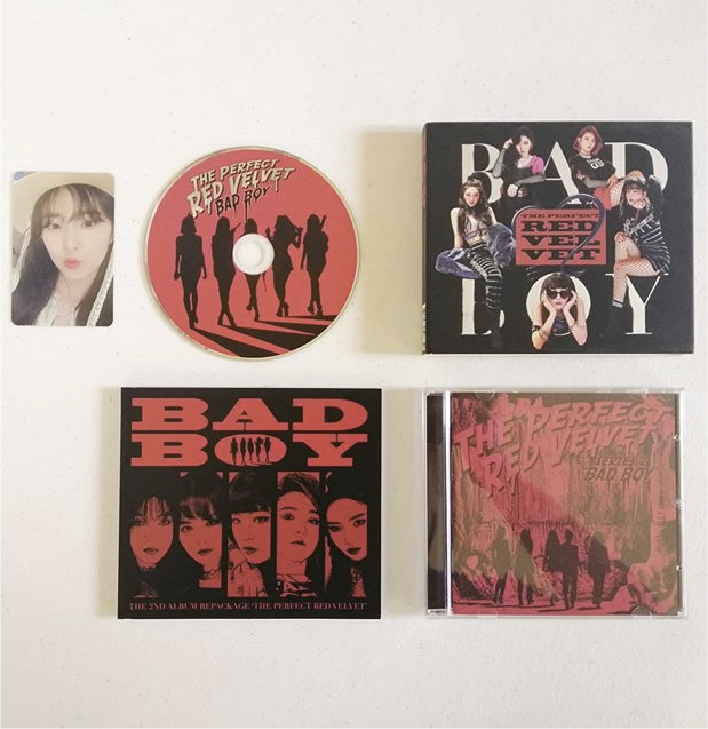 THE PERFECT
RED VELVET
BAD BOY
BAD
THE PERFECT
RED
VEL
VET
BOY
BAD
BOY
THE 2ND ALBUM REPACKAGE 'THE PERFECT RED VELVET'
THE PERFECT
RED VELVET
BAD BOY